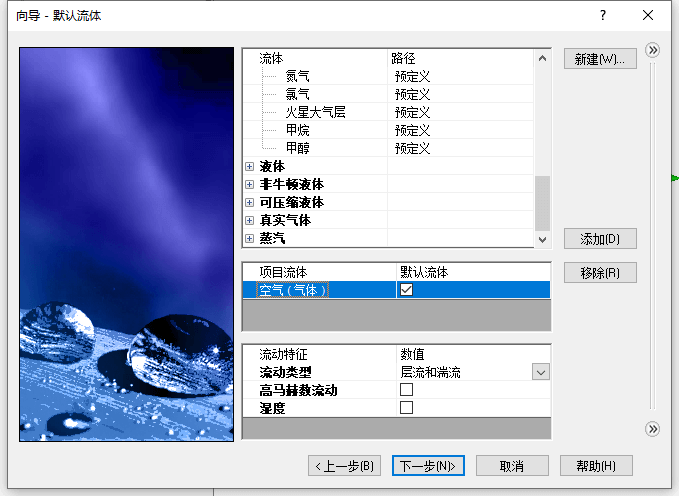 向导 - 默认流体
流体 路径
氮气 预定义
氯气 预定义
火星大气层 预定义
甲烷 预定义
甲醇 预定义
液体
非牛顿液体
可压缩液体
真实气体
蒸汽
新建(W)...
添加(D)
项目流体 默认流体
空气 ( 气体 )
移除(R)
流动特征 数值
流动类型 层流和湍流
高马赫数流动
湿度
< 上一步(B) 下一步(N)> 取消 帮助(H)